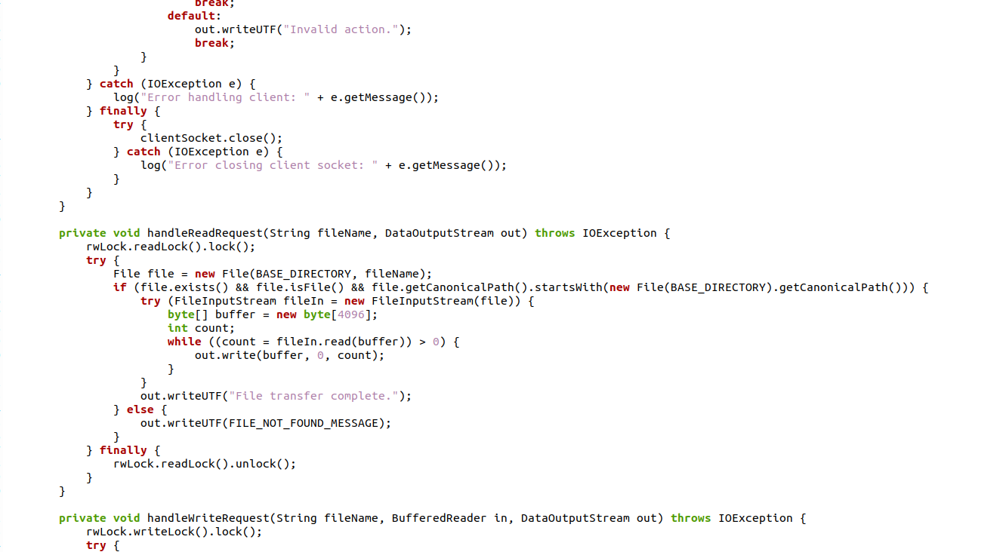 break;
default:
out.writeUTF("Invalid action.");
break;
}
}
} catch (IOException e) {
log("Error handling client: " + e.getMessage());
} finally {
try {
clientSocket.close();
} catch (IOException e) {
log("Error closing client socket: " + e.getMessage());
}
}
}
private void handleReadRequest(String fileName, DataOutputStream out) throws IOException {
rwLock.readLock().lock();
try {
File file = new File(BASE_DIRECTORY, fileName);
if (file.exists() && file.isFile() && file.getCanonicalPath().startsWith(new File(BASE_DIRECTORY).getCanonicalPath())) {
try (FileInputStream fileIn = new FileInputStream(file)) {
byte[] buffer = new byte[4096];
int count;
while ((count = fileIn.read(buffer)) > 0) {
out.write(buffer, 0, count);
}
}
out.writeUTF("File transfer complete.");
} else {
out.writeUTF(FILE_NOT_FOUND_MESSAGE);
}
} finally {
rwLock.readLock().unlock();
}
}
private void handleWriteRequest(String fileName, BufferedReader in, DataOutputStream out) throws IOException {
rwLock.writeLock().lock();
try {